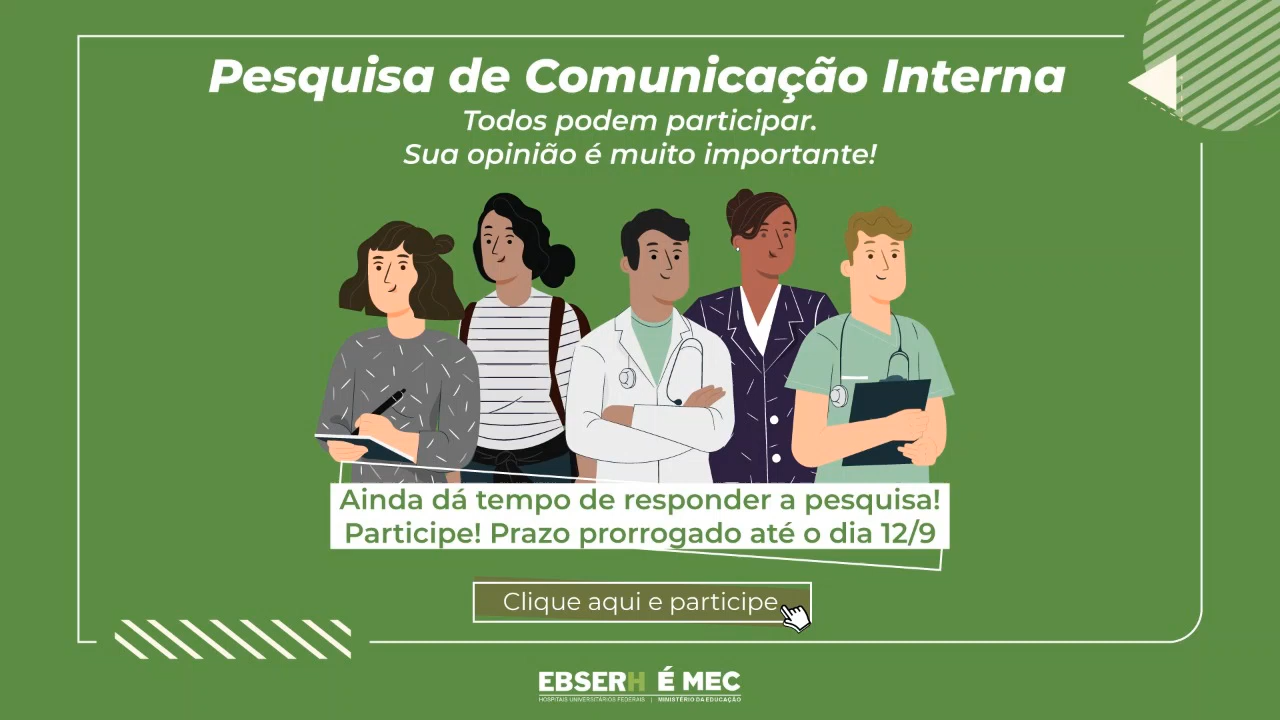 Pesquisa de Comunicação Interna
Todos podem participar.
Sua opinião é muito importante!
Ainda dá tempo de responder a pesquisa!
Participe! Prazo prorrogado até o dia 12/9
Clique aqui e participe
EBSERH É MEC
HOSPITAIS UNIVERSITÁRIOS FEDERAIS | MINISTÉRIO DA EDUCAÇÃO